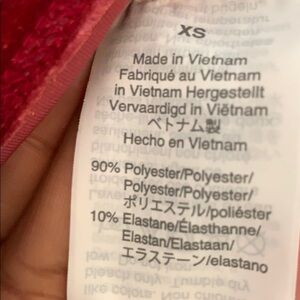 XS
Made in Vietnam
Fabriqué au Vietnam
in Vietnam Hergestellt
Vervaardigd in Viëtnam
ベトナム製
Hecho en Vietnam
90% Polyester/Polyester/
Polyester/Polyester/
ポリエステル/poliéster
10% Elastane/Élasthanne/
Elastan/Elastaan/
エラステーン/elastano